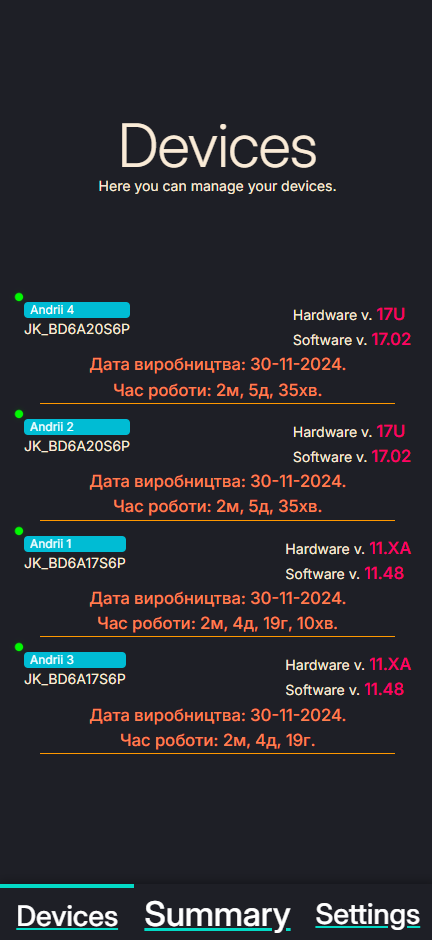 Devices
Here you can manage your devices.
Andrii 4
JK_BD6A20S6P
Hardware v. 17U
Software v. 17.02
Дата виробництва: 30-11-2024.
Час роботи: 2м, 5д, 35хв.
Andrii 2
JK_BD6A20S6P
Hardware v. 17U
Software v. 17.02
Дата виробництва: 30-11-2024.
Час роботи: 2м, 5д, 35хв.
Andrii 1
JK_BD6A17S6P
Hardware v. 11.XA
Software v. 11.48
Дата виробництва: 30-11-2024.
Час роботи: 2м, 4д, 19г, 10хв.
Andrii 3
JK_BD6A17S6P
Hardware v. 11.XA
Software v. 11.48
Дата виробництва: 30-11-2024.
Час роботи: 2м, 4д, 19г.
Devices Summary Settings